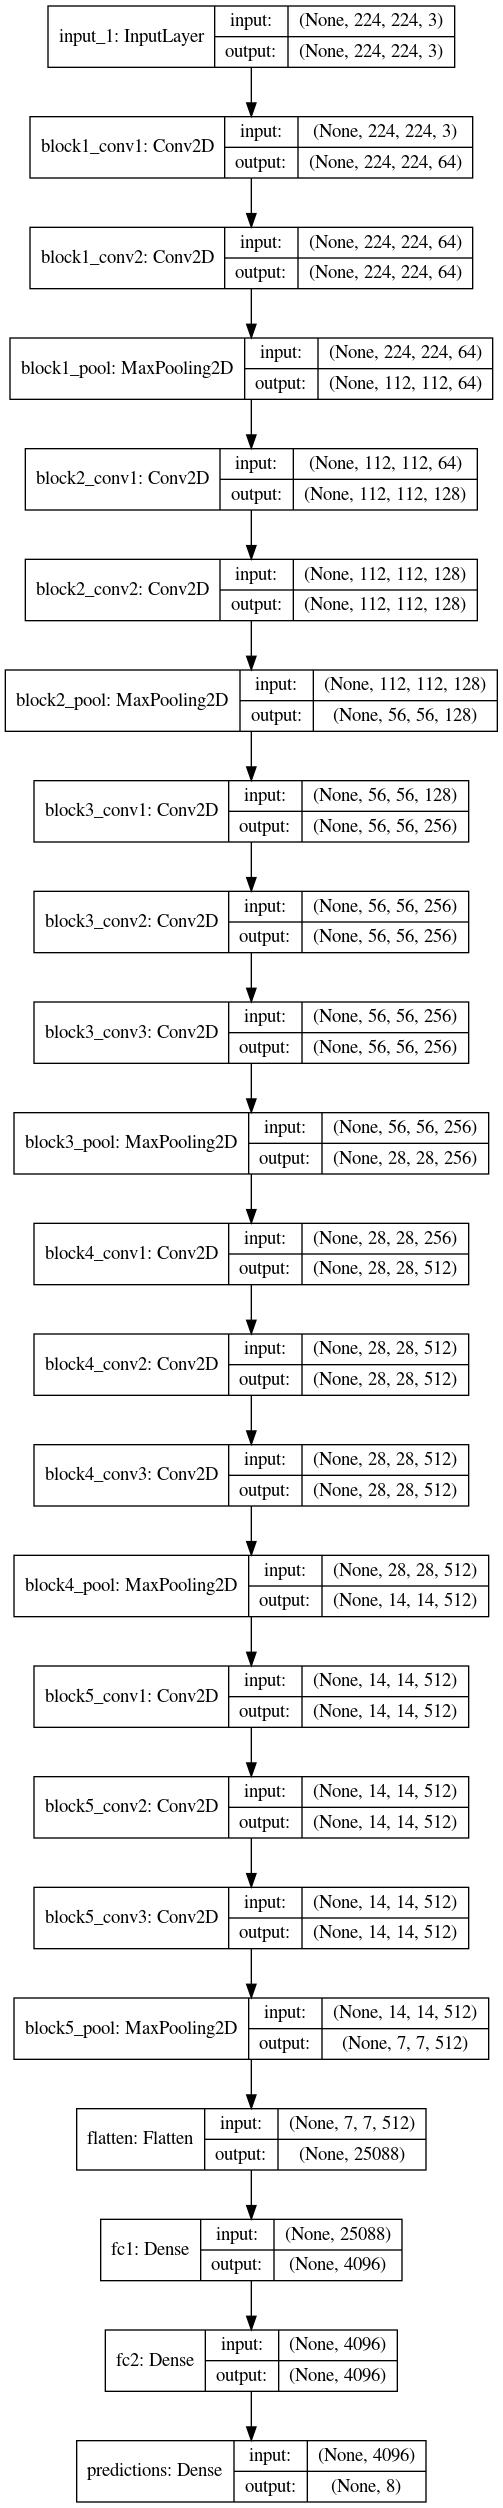 input_1: InputLayer
input:
(None, 224, 224, 3)
output:
(None, 224, 224, 3)
block1_conv1: Conv2D
input:
(None, 224, 224, 3)
output:
(None, 224, 224, 64)
block1_conv2: Conv2D
input:
(None, 224, 224, 64)
output:
(None, 224, 224, 64)
block1_pool: MaxPooling2D
input:
(None, 224, 224, 64)
output:
(None, 112, 112, 64)
block2_conv1: Conv2D
input:
(None, 112, 112, 64)
output:
(None, 112, 112, 128)
block2_conv2: Conv2D
input:
(None, 112, 112, 128)
output:
(None, 112, 112, 128)
block2_pool: MaxPooling2D
input:
(None, 112, 112, 128)
output:
(None, 56, 56, 128)
block3_conv1: Conv2D
input:
(None, 56, 56, 128)
output:
(None, 56, 56, 256)
block3_conv2: Conv2D
input:
(None, 56, 56, 256)
output:
(None, 56, 56, 256)
block3_conv3: Conv2D
input:
(None, 56, 56, 256)
output:
(None, 56, 56, 256)
block3_pool: MaxPooling2D
input:
(None, 56, 56, 256)
output:
(None, 28, 28, 256)
block4_conv1: Conv2D
input:
(None, 28, 28, 256)
output:
(None, 28, 28, 512)
block4_conv2: Conv2D
input:
(None, 28, 28, 512)
output:
(None, 28, 28, 512)
block4_conv3: Conv2D
input:
(None, 28, 28, 512)
output:
(None, 28, 28, 512)
block4_pool: MaxPooling2D
input:
(None, 28, 28, 512)
output:
(None, 14, 14, 512)
block5_conv1: Conv2D
input:
(None, 14, 14, 512)
output:
(None, 14, 14, 512)
block5_conv2: Conv2D
input:
(None, 14, 14, 512)
output:
(None, 14, 14, 512)
block5_conv3: Conv2D
input:
(None, 14, 14, 512)
output:
(None, 14, 14, 512)
block5_pool: MaxPooling2D
input:
(None, 14, 14, 512)
output:
(None, 7, 7, 512)
flatten: Flatten
input:
(None, 7, 7, 512)
output:
(None, 25088)
fc1: Dense
input:
(None, 25088)
output:
(None, 4096)
fc2: Dense
input:
(None, 4096)
output:
(None, 4096)
predictions: Dense
input:
(None, 4096)
output:
(None, 8)